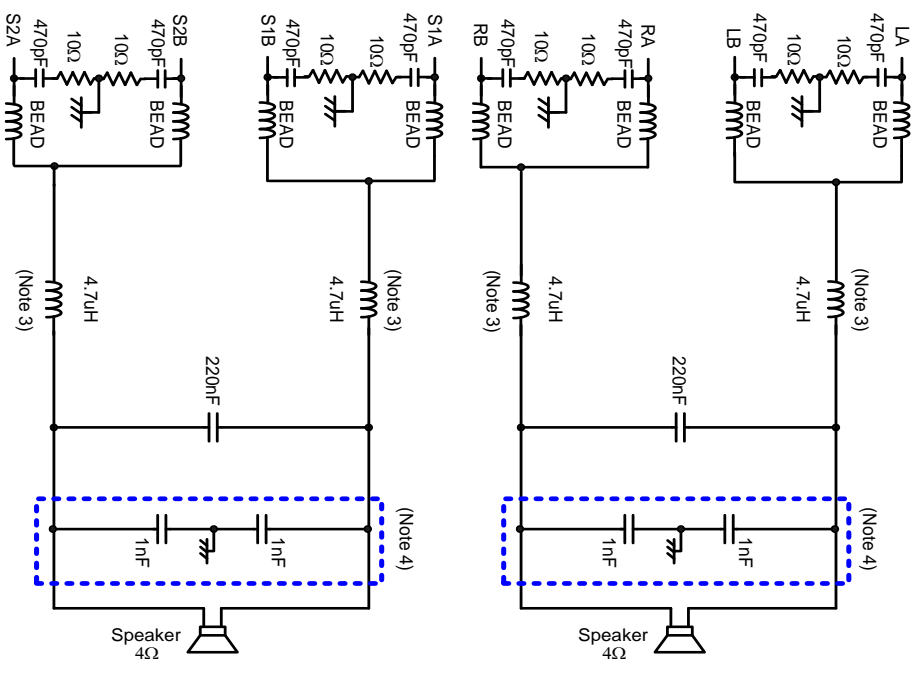 S2A
470pF
10Ω
10Ω
470pF
S2B
BEAD
BEAD
S1B
470pF
10Ω
10Ω
470pF
S1A
BEAD
BEAD
RB
470pF
10Ω
10Ω
470pF
RA
BEAD
BEAD
LB
470pF
10Ω
10Ω
470pF
LA
BEAD
BEAD
(Note 3)
4.7uH
4.7uH
(Note 3)
(Note 3)
4.7uH
4.7uH
(Note 3)
220nF
220nF
1nF
1nF
(Note 4)
1nF
1nF
(Note 4)
Speaker
4Ω
Speaker
4Ω